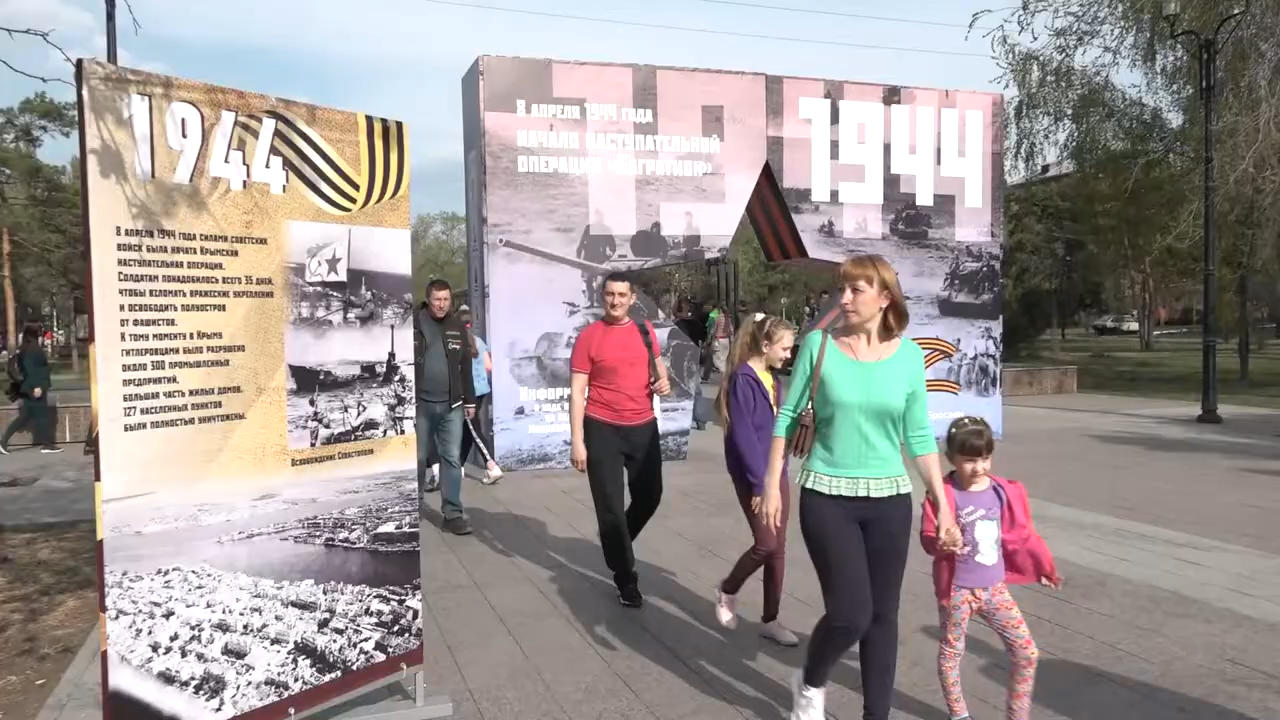 1944
8 апреля 1944 года силами советских
войск была начата Крымская
наступательная операция.
Солдатам понадобилось всего 35 дней,
чтобы взломать вражеские укрепления
и освободить полуостров
от фашистов.
К тому моменту в Крыму
гитлеровцами было разрушено
около 300 промышленных
предприятий,
большая часть жилых домов.
127 населенных пунктов
были полностью уничтожены.
Освобождение Севастополя
8 апреля 1944 года
начало наступательной
операции «Багратион»
1944